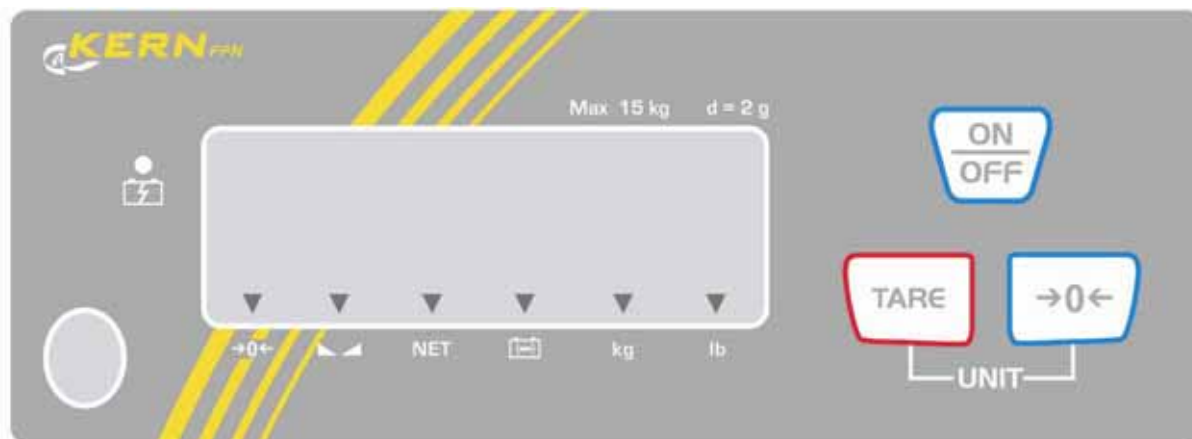 KERN FPN
Max 15 kg d = 2 g
ON
OFF
TARE →0←
→0← NET kg lb
UNIT